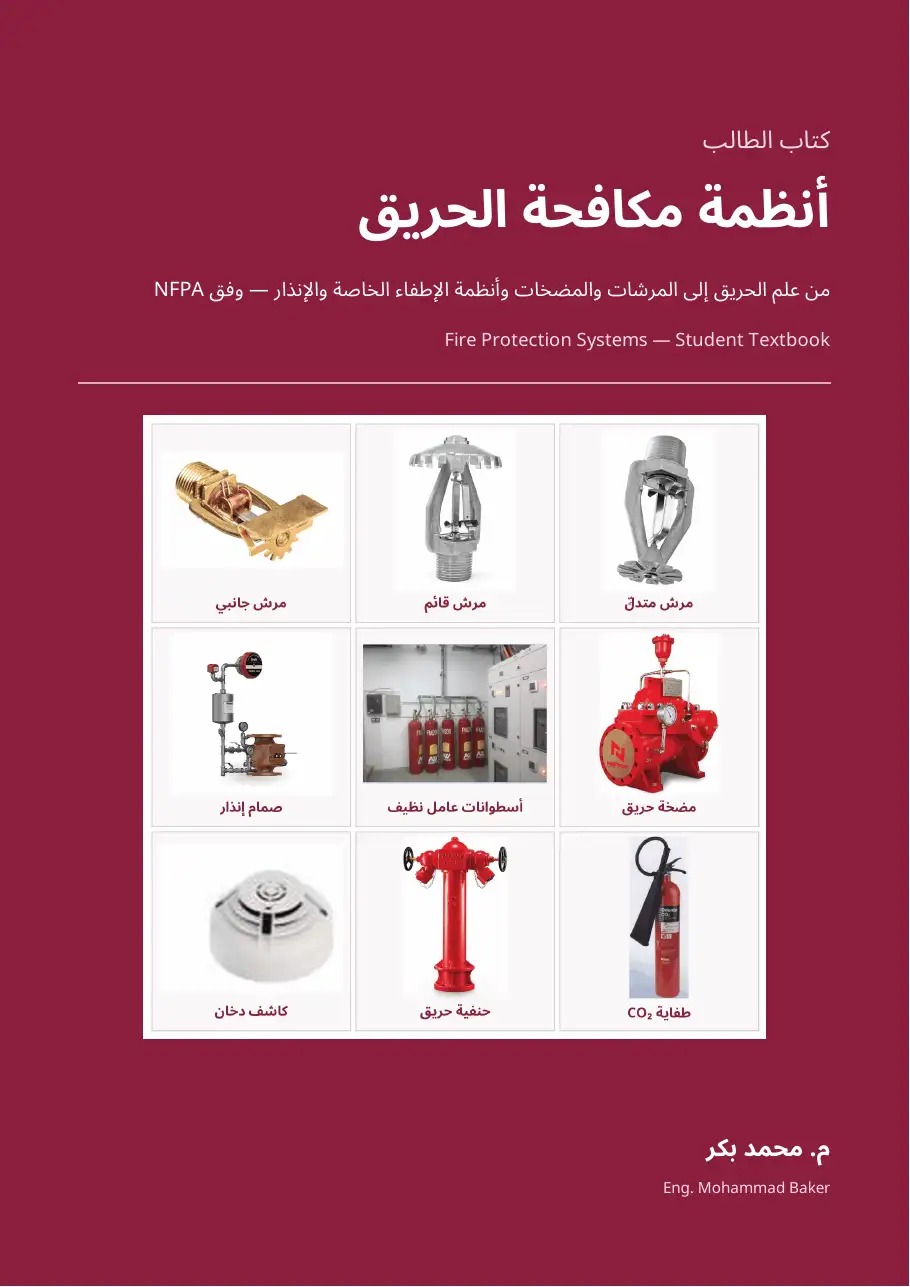 كتاب الطالب
أنظمة مكافحة الحريق
من علم الحريق إلى المرشات والمضخات وأنظمة الإطفاء الخاصة والإنذار — وفق NFPA
Fire Protection Systems — Student Textbook
مرش متدلٍّ
مرش قائم
مرش جانبي
مضخة حريق
أسطوانات عامل نظيف
صمام إنذار
طفاية CO₂
حنفية حريق
كاشف دخان
م. محمد بكر
Eng. Mohammad Baker